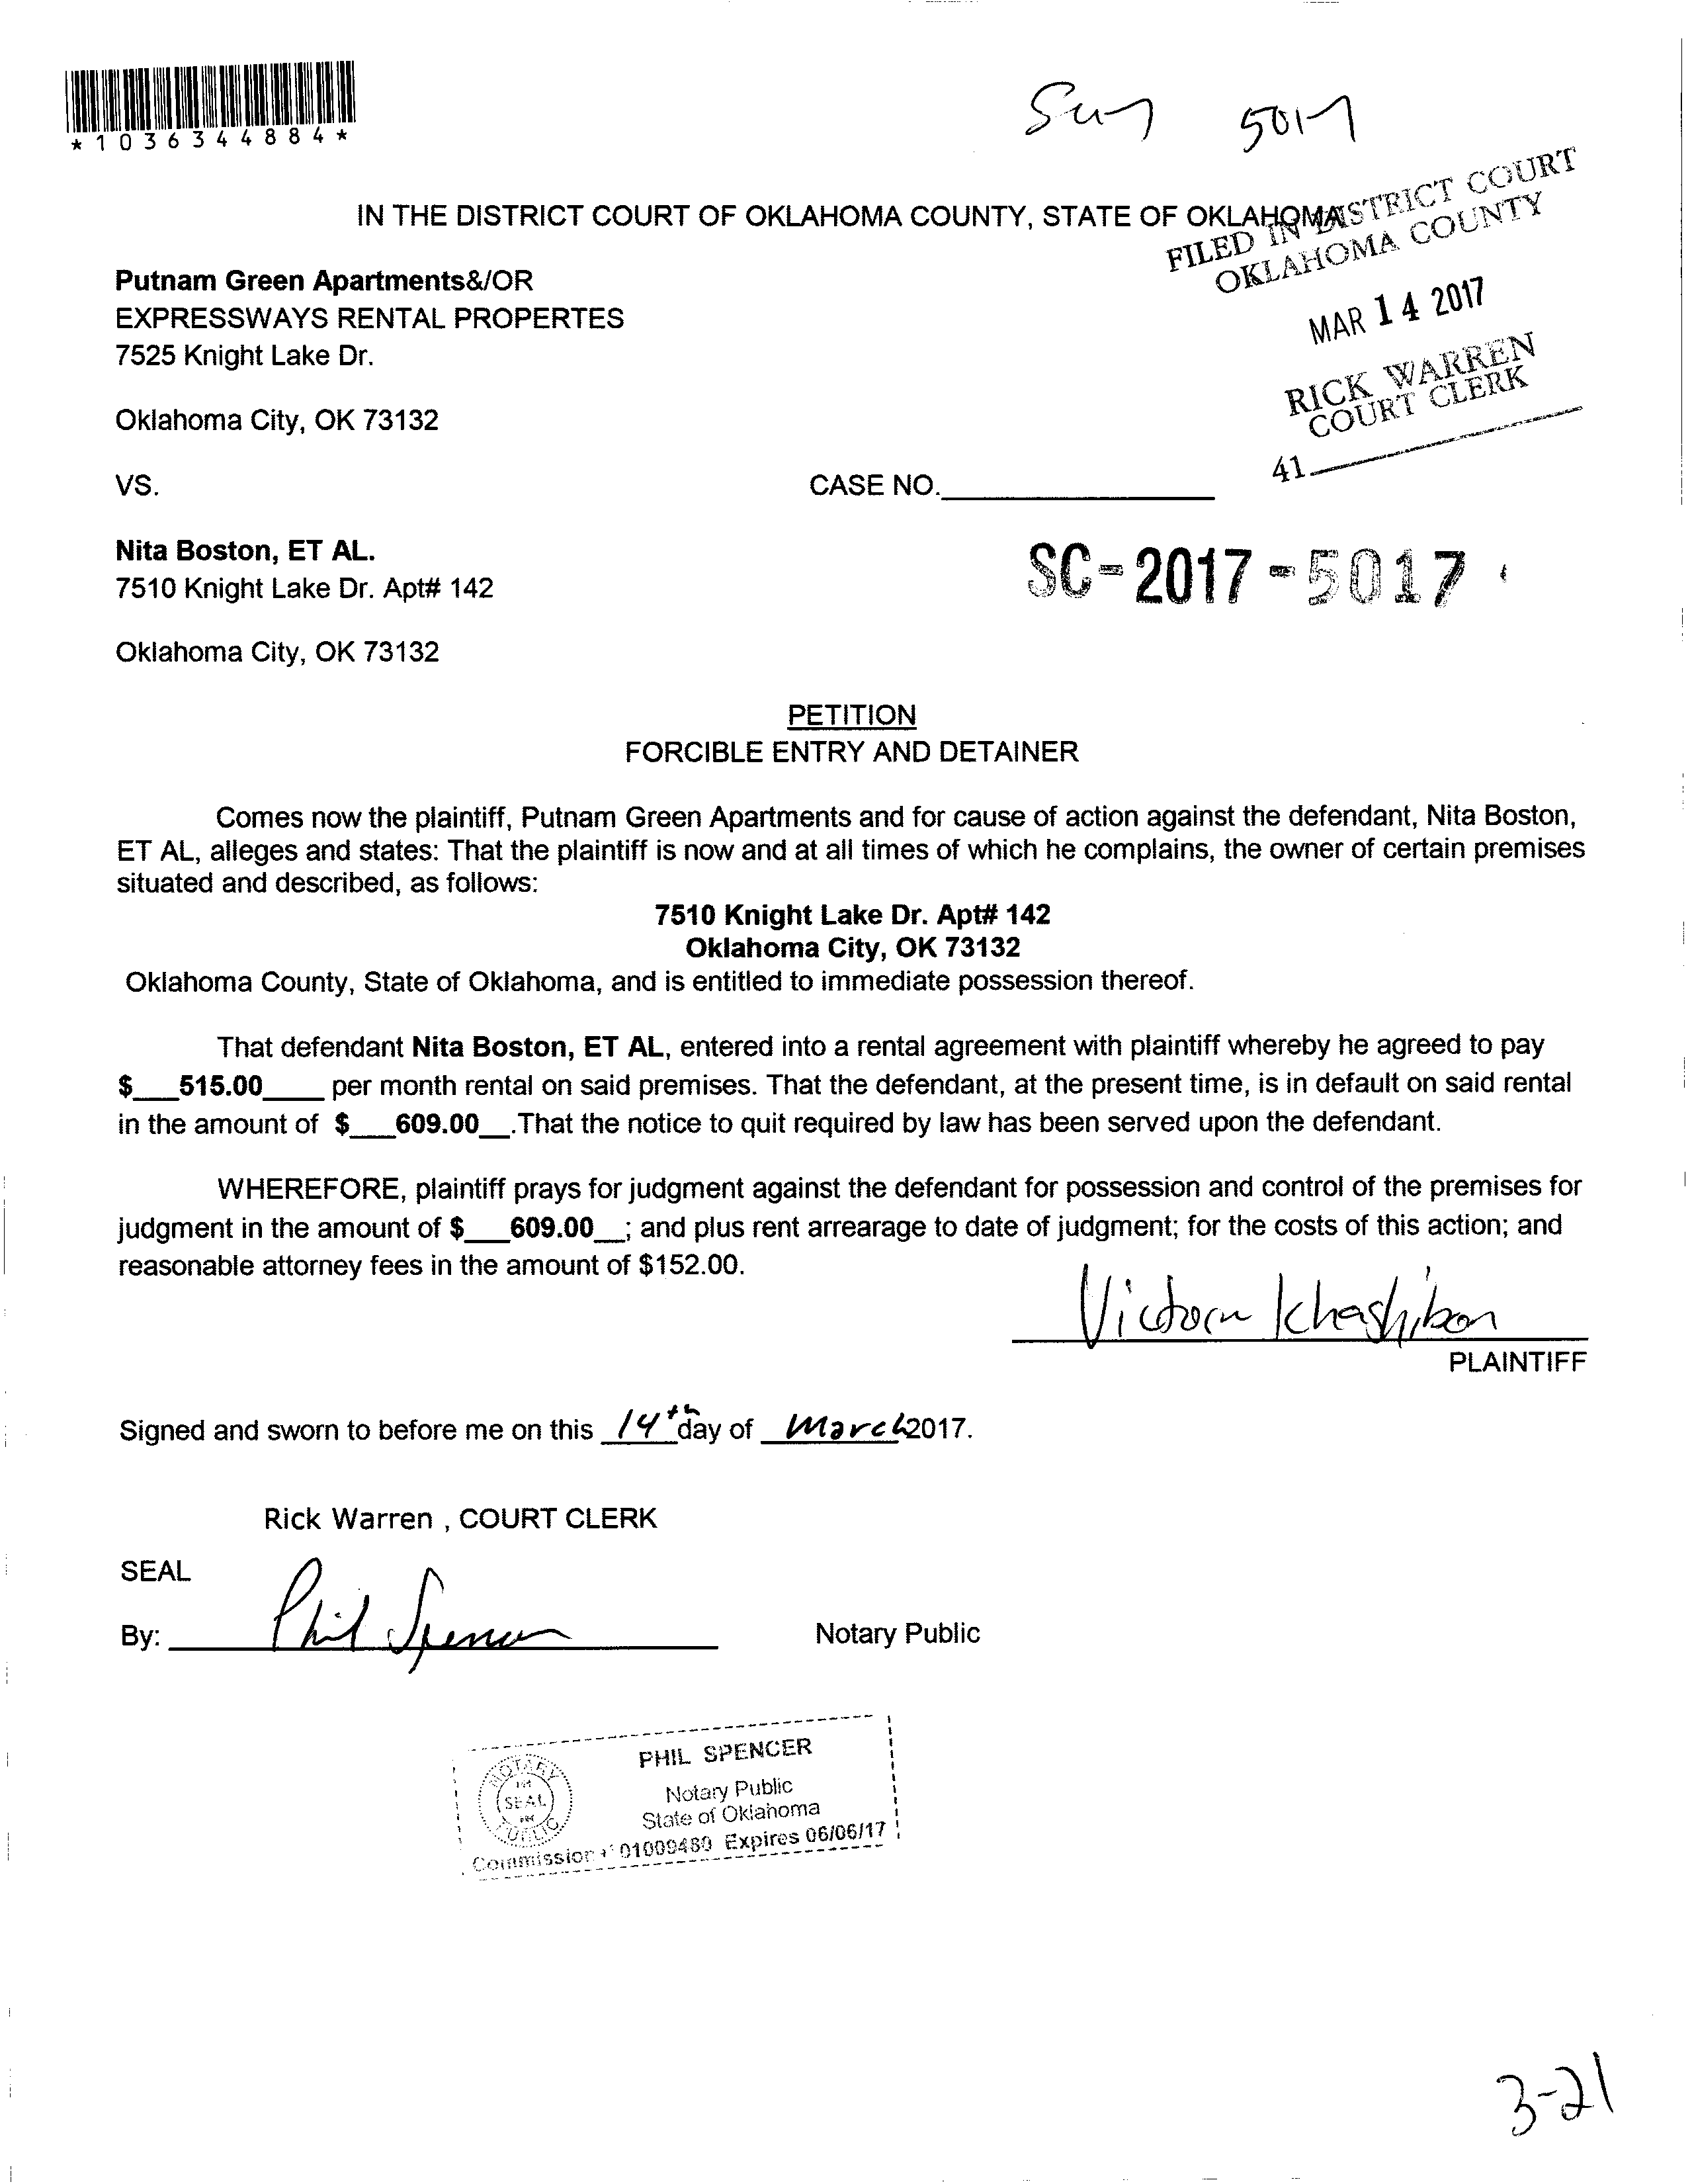 *1036344884*
5017
IN THE DISTRICT COURT OF OKLAHOMA COUNTY, STATE OF OKLAHOMA
FILED IN DISTRICT COURT
OKLAHOMA COUNTY
MAR 14 2017
RICK WARREN
COURT CLERK
41
Putnam Green Apartments&/OR
EXPRESSWAYS RENTAL PROPERTES
7525 Knight Lake Dr.
Oklahoma City, OK 73132
VS.
CASE NO.
Nita Boston, ET AL.
7510 Knight Lake Dr. Apt# 142
SC-2017-5017
Oklahoma City, OK 73132
PETITION
FORCIBLE ENTRY AND DETAINER
Comes now the plaintiff, Putnam Green Apartments and for cause of action against the defendant, Nita Boston,
ET AL, alleges and states: That the plaintiff is now and at all times of which he complains, the owner of certain premises
situated and described, as follows:
7510 Knight Lake Dr. Apt# 142
Oklahoma City, OK 73132
Oklahoma County, State of Oklahoma, and is entitled to immediate possession thereof.
That defendant Nita Boston, ET AL, entered into a rental agreement with plaintiff whereby he agreed to pay
$___515.00____ per month rental on said premises. That the defendant, at the present time, is in default on said rental
in the amount of $___609.00__.That the notice to quit required by law has been served upon the defendant.
WHEREFORE, plaintiff prays for judgment against the defendant for possession and control of the premises for
judgment in the amount of $___609.00__; and plus rent arrearage to date of judgment; for the costs of this action; and
reasonable attorney fees in the amount of $152.00.
PLAINTIFF
Signed and sworn to before me on this 14th day of March 2017.
Rick Warren , COURT CLERK
SEAL
By: Phil Spencer
Notary Public
NOTARY
SEAL
PUBLIC
PHIL SPENCER
Notary Public
State of Oklahoma
Commission # 01009480 Expires 06/06/17
3-21